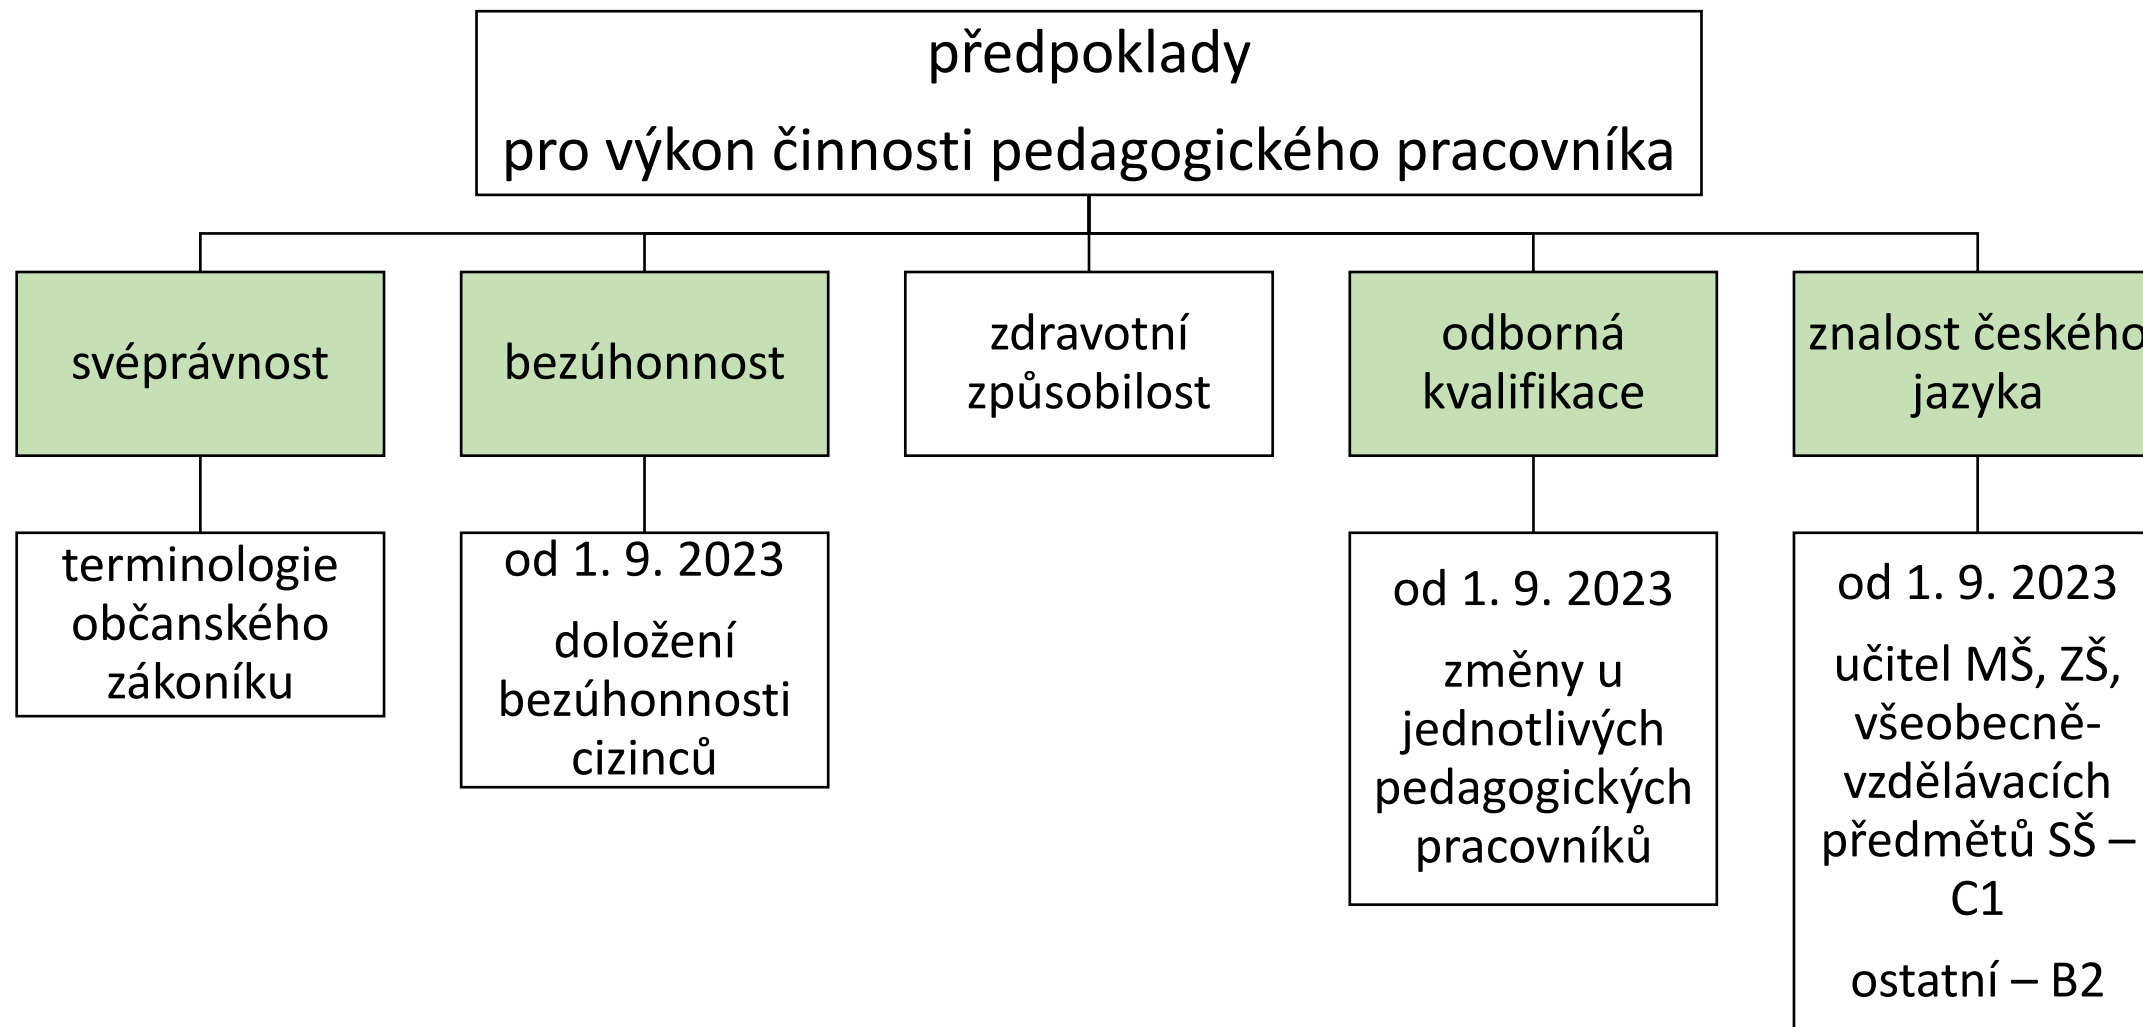 předpoklady
pro výkon činnosti pedagogického pracovníka
svéprávnost
bezúhonnost
zdravotní
způsobilost
odborná
kvalifikace
znalost českého
jazyka
terminologie
občanského
zákoníku
od 1. 9. 2023
doložení
bezúhonnosti
cizinců
od 1. 9. 2023
změny u
jednotlivých
pedagogických
pracovníků
od 1. 9. 2023
učitel MŠ, ZŠ,
všeobecně-
vzdělávacích
předmětů SŠ –
C1
ostatní – B2